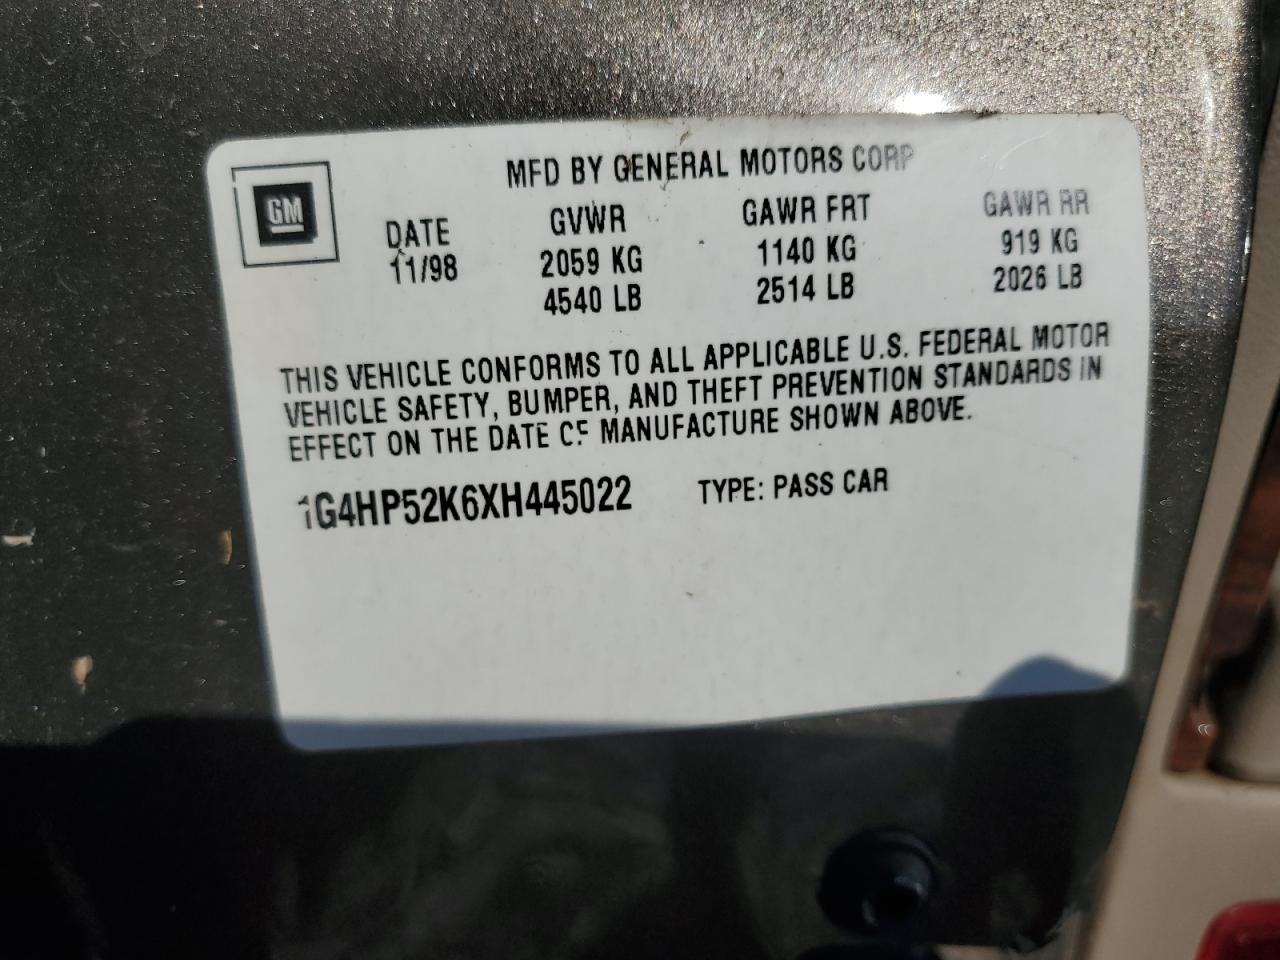 MFD BY GENERAL MOTORS CORP
GM
DATE GVWR GAWR FRT GAWR RR
11/98 2059 KG 1140 KG 919 KG
4540 LB 2514 LB 2026 LB
THIS VEHICLE CONFORMS TO ALL APPLICABLE U.S. FEDERAL MOTOR
VEHICLE SAFETY, BUMPER, AND THEFT PREVENTION STANDARDS IN
EFFECT ON THE DATE OF MANUFACTURE SHOWN ABOVE.
1G4HP52K6XH445022 TYPE: PASS CAR